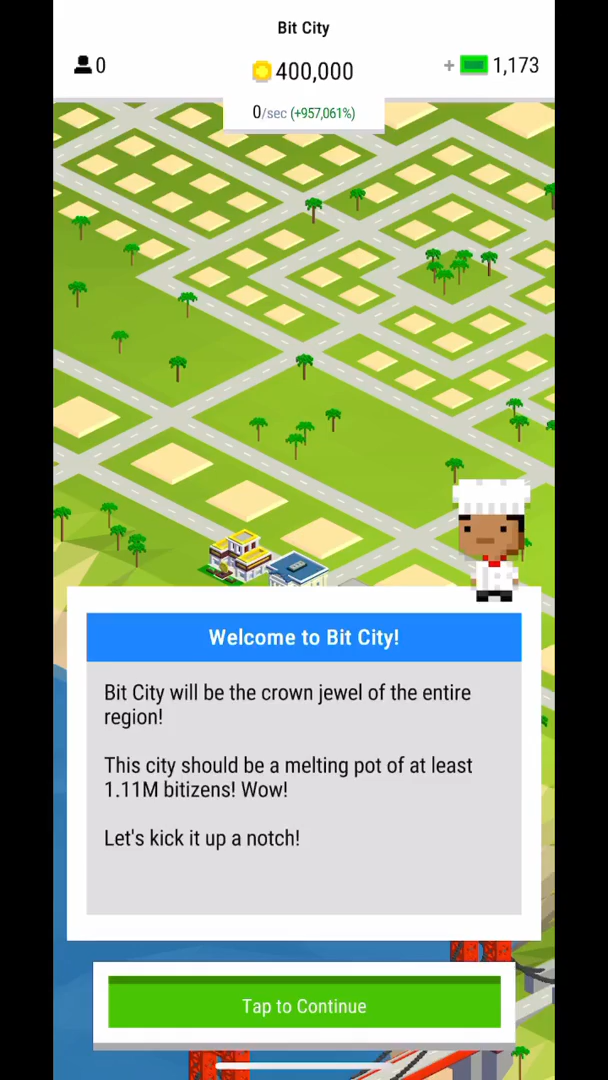 Bit City
0
400,000
+ 1,173
0/sec (+957,061%)
Welcome to Bit City!
Bit City will be the crown jewel of the entire
region!
This city should be a melting pot of at least
1.11M bitizens! Wow!
Let's kick it up a notch!
Tap to Continue